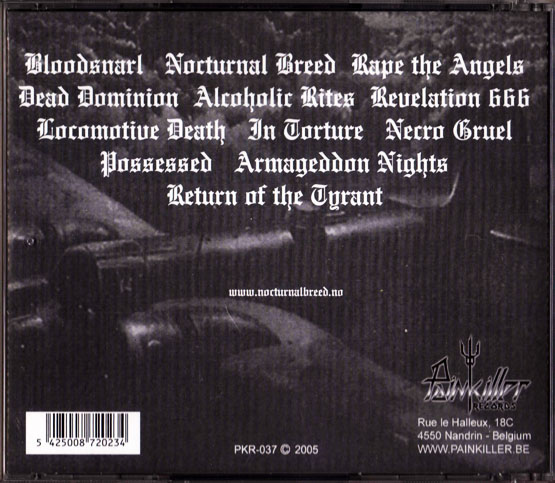 Bloodsnarl Nocturnal Breed Rape the Angels
Dead Dominion Alcoholic Rites Revelation 666
Locomotive Death In Torture Necro Gruel
Possessed Armageddon Nights
Return of the Tyrant
www.nocturnalbreed.no
PAINKILLER
RECORDS
Rue le Halleux, 18C
4550 Nandrin - Belgium
WWW.PAINKILLER.BE
5 425008 720234
PKR-037 © 2005